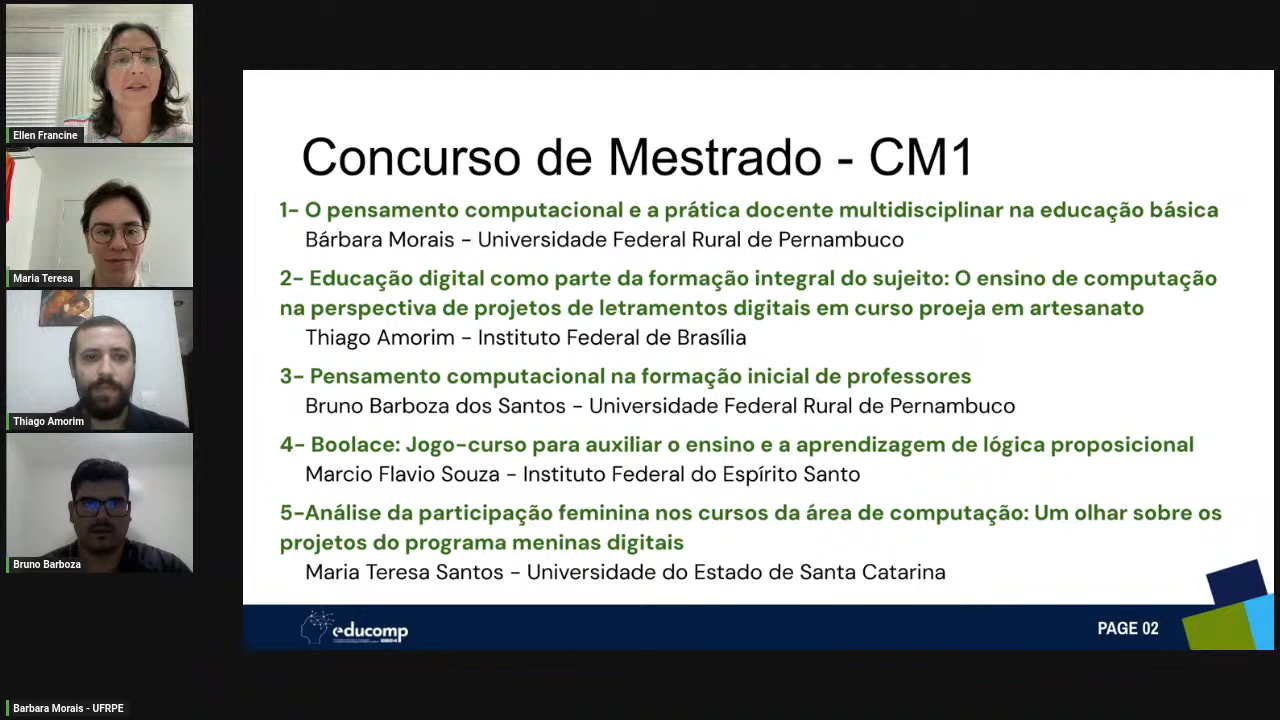 Ellen Francine
Maria Teresa
Thiago Amorim
Bruno Barboza
Barbara Morais - UFRPE
Concurso de Mestrado - CM1
1- O pensamento computacional e a prática docente multidisciplinar na educação básica
Bárbara Morais - Universidade Federal Rural de Pernambuco
2- Educação digital como parte da formação integral do sujeito: O ensino de computação
na perspectiva de projetos de letramentos digitais em curso proeja em artesanato
Thiago Amorim - Instituto Federal de Brasília
3- Pensamento computacional na formação inicial de professores
Bruno Barboza dos Santos - Universidade Federal Rural de Pernambuco
4- Boolace: Jogo-curso para auxiliar o ensino e a aprendizagem de lógica proposicional
Marcio Flavio Souza - Instituto Federal do Espírito Santo
5-Análise da participação feminina nos cursos da área de computação: Um olhar sobre os
projetos do programa meninas digitais
Maria Teresa Santos - Universidade do Estado de Santa Catarina
educomp
PAGE 02